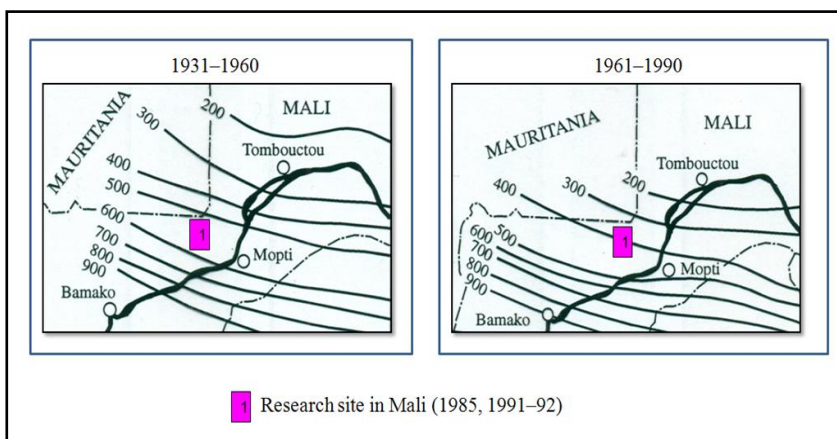 1931–1960
200
MALI
300
MAURITANIA
Tombouctou
400
500
600
1
700
800
Mopti
900
Bamako
1961–1990
MAURITANIA
MALI
Tombouctou
400
300
200
500
1
600
700
Mopti
800
900
Bamako
1 Research site in Mali (1985, 1991–92)